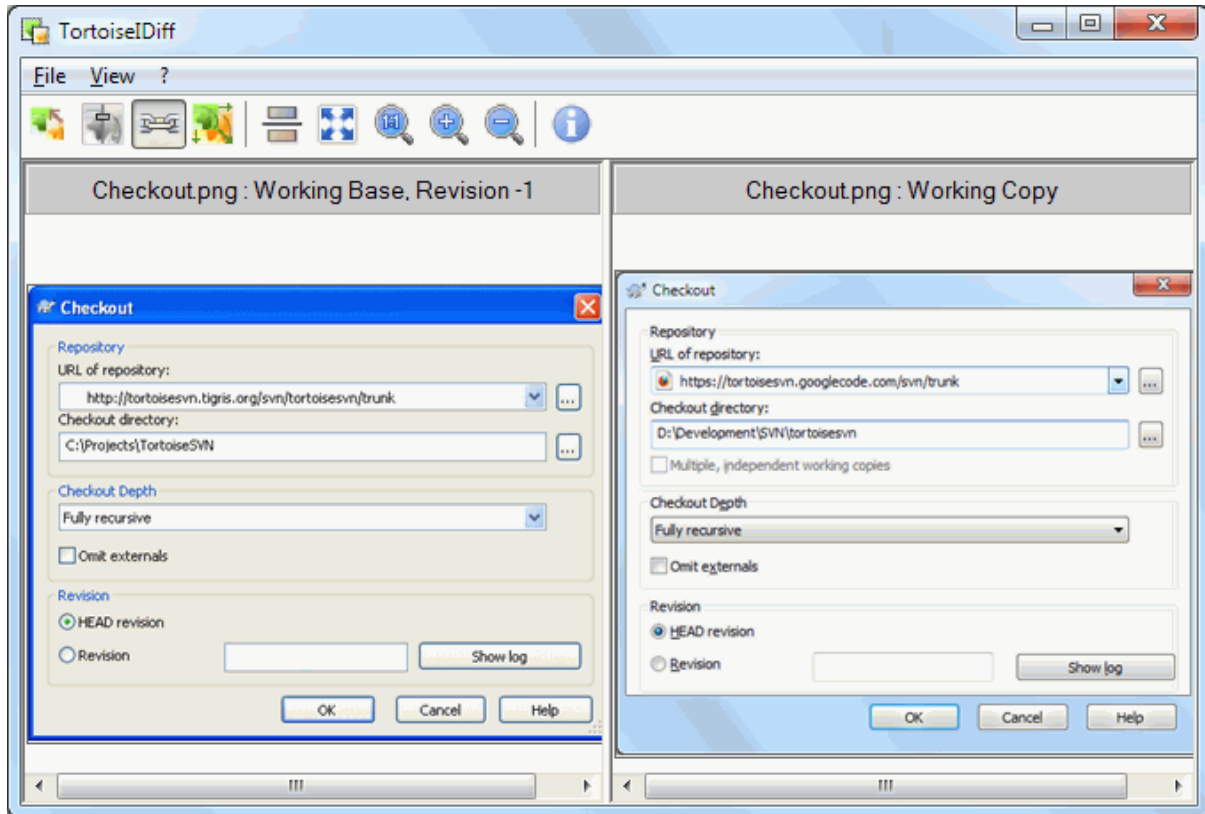 TortoiseIDiff
File View ?
Checkout.png : Working Base, Revision -1
Checkout
Repository
URL of repository:
http://tortoisesvn.tigris.org/svn/tortoisesvn/trunk
...
Checkout directory:
C:\Projects\TortoiseSVN
...
Checkout Depth
Fully recursive
Omit externals
Revision
HEAD revision
Revision
Show log
OK Cancel Help
Checkout.png : Working Copy
Checkout
Repository
URL of repository:
https://tortoisesvn.googlecode.com/svn/trunk
...
Checkout directory:
D:\Development\SVN\tortoisesvn
...
Multiple, independent working copies
Checkout Depth
Fully recursive
Omit externals
Revision
HEAD revision
Revision
Show log
OK Cancel Help